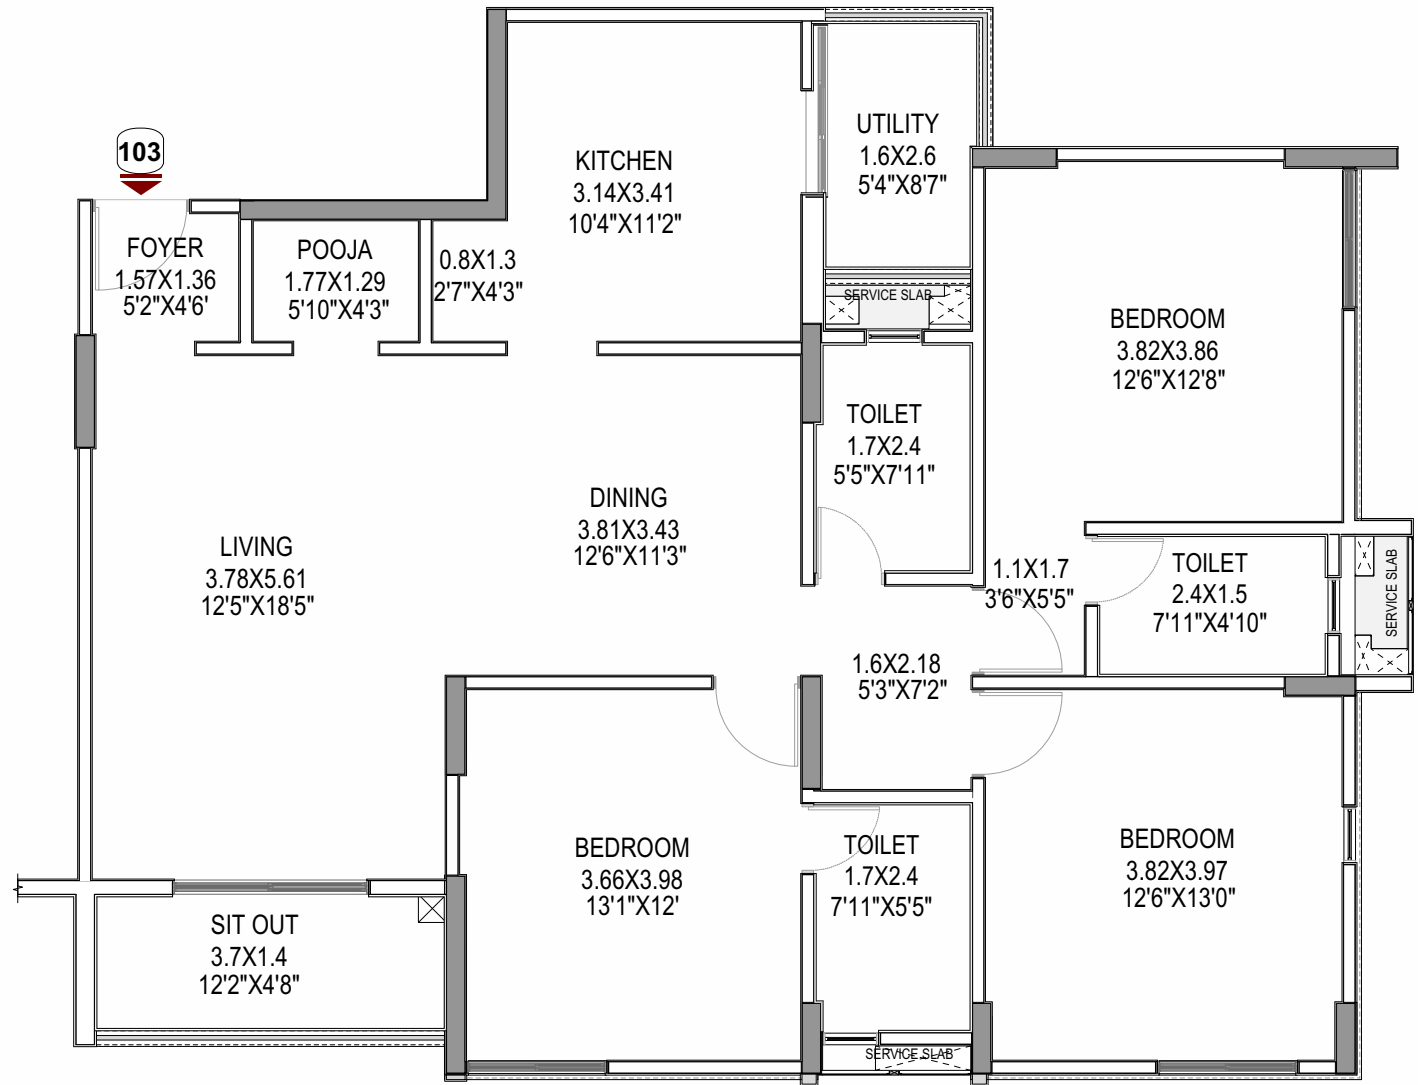 103
FOYER
1.57X1.36
5'2"X4'6'
POOJA
1.77X1.29
5'10"X4'3"
0.8X1.3
2'7"X4'3"
KITCHEN
3.14X3.41
10'4"X11'2"
UTILITY
1.6X2.6
5'4"X8'7"
SERVICE SLAB
BEDROOM
3.82X3.86
12'6"X12'8"
TOILET
1.7X2.4
5'5"X7'11"
DINING
3.81X3.43
12'6"X11'3"
LIVING
3.78X5.61
12'5"X18'5"
1.1X1.7
3'6"X5'5"
TOILET
2.4X1.5
7'11"X4'10"
SERVICE SLAB
1.6X2.18
5'3"X7'2"
BEDROOM
3.66X3.98
13'1"X12'
TOILET
1.7X2.4
7'11"X5'5"
BEDROOM
3.82X3.97
12'6"X13'0"
SIT OUT
3.7X1.4
12'2"X4'8"
SERVICE SLAB